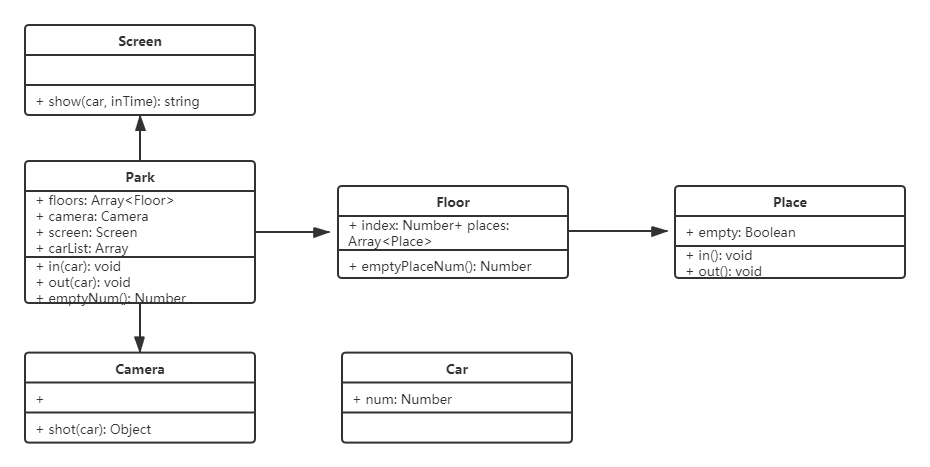 Screen
+ show(car, inTime): string
Park
+ floors: Array<Floor>
+ camera: Camera
+ screen: Screen
+ carList: Array
+ in(car): void
+ out(car): void
+ emptyNum(): Number
Floor
+ index: Number+ places:
Array<Place>
+ emptyPlaceNum(): Number
Place
+ empty: Boolean
+ in(): void
+ out(): void
Camera
+
+ shot(car): Object
Car
+ num: Number